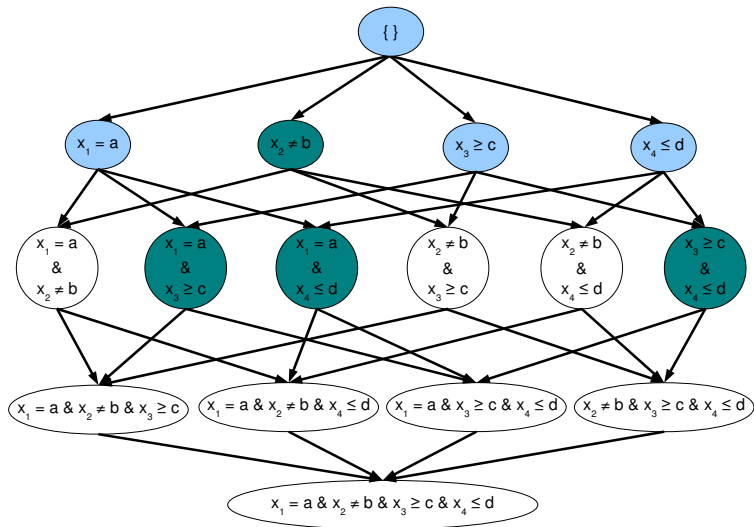 { }
x₁ = a
x₂ ≠ b
x₃ ≥ c
x₄ ≤ d
x₁ = a
&
x₂ ≠ b
x₁ = a
&
x₃ ≥ c
x₁ = a
&
x₄ ≤ d
x₂ ≠ b
&
x₃ ≥ c
x₂ ≠ b
&
x₄ ≤ d
x₃ ≥ c
&
x₄ ≤ d
x₁ = a & x₂ ≠ b & x₃ ≥ c
x₁ = a & x₂ ≠ b & x₄ ≤ d
x₁ = a & x₃ ≥ c & x₄ ≤ d
x₂ ≠ b & x₃ ≥ c & x₄ ≤ d
x₁ = a & x₂ ≠ b & x₃ ≥ c & x₄ ≤ d